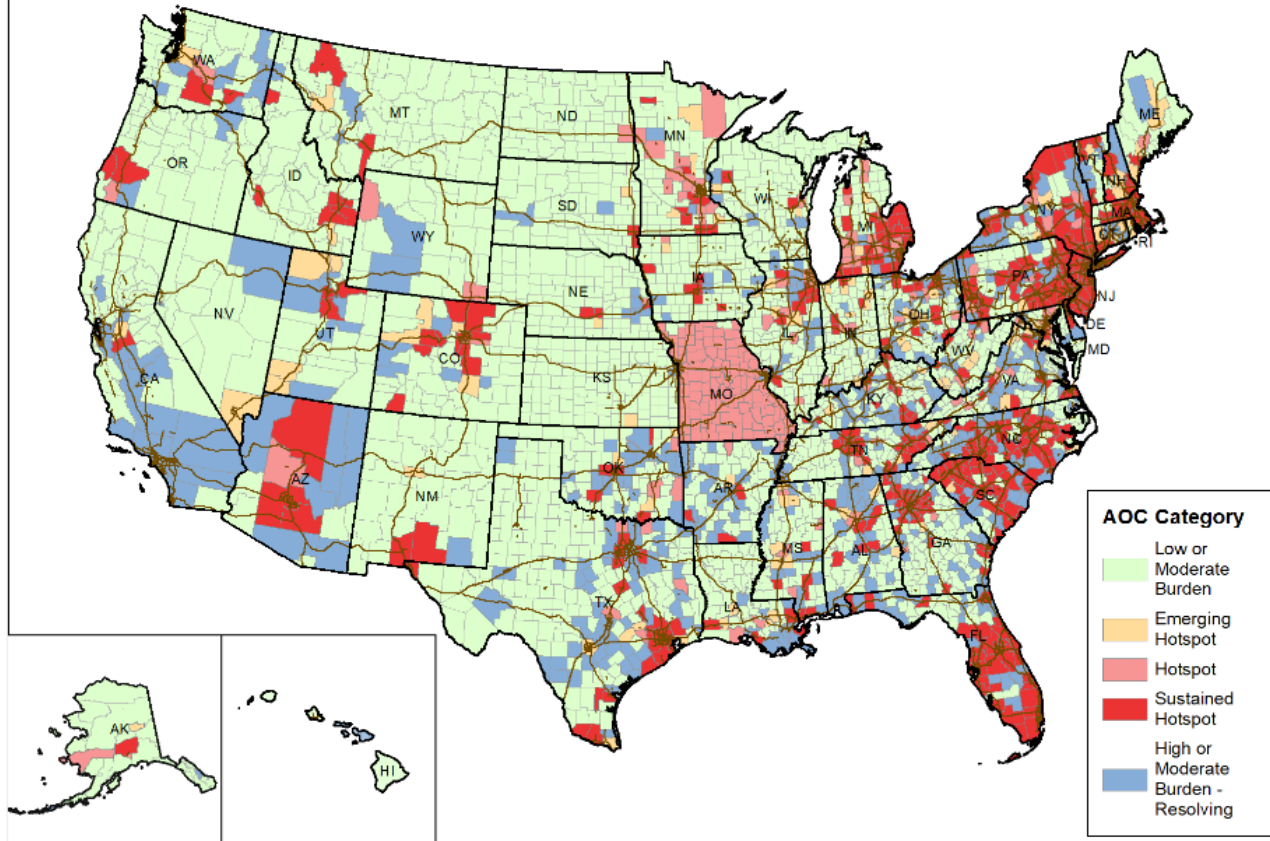 WA
MT
ND
MN
ME
OR
ID
SD
WI
VT
NH
WY
MI
NY
MA
CT
RI
IA
NE
PA
NV
UT
IL
IN
OH
NJ
CO
DE
MD
WV
CA
KS
MO
VA
KY
AZ
NM
OK
AR
TN
NC
SC
MS
AL
GA
TX
LA
FL
AK
HI
AOC Category
Low or
Moderate
Burden
Emerging
Hotspot
Hotspot
Sustained
Hotspot
High or
Moderate
Burden -
Resolving